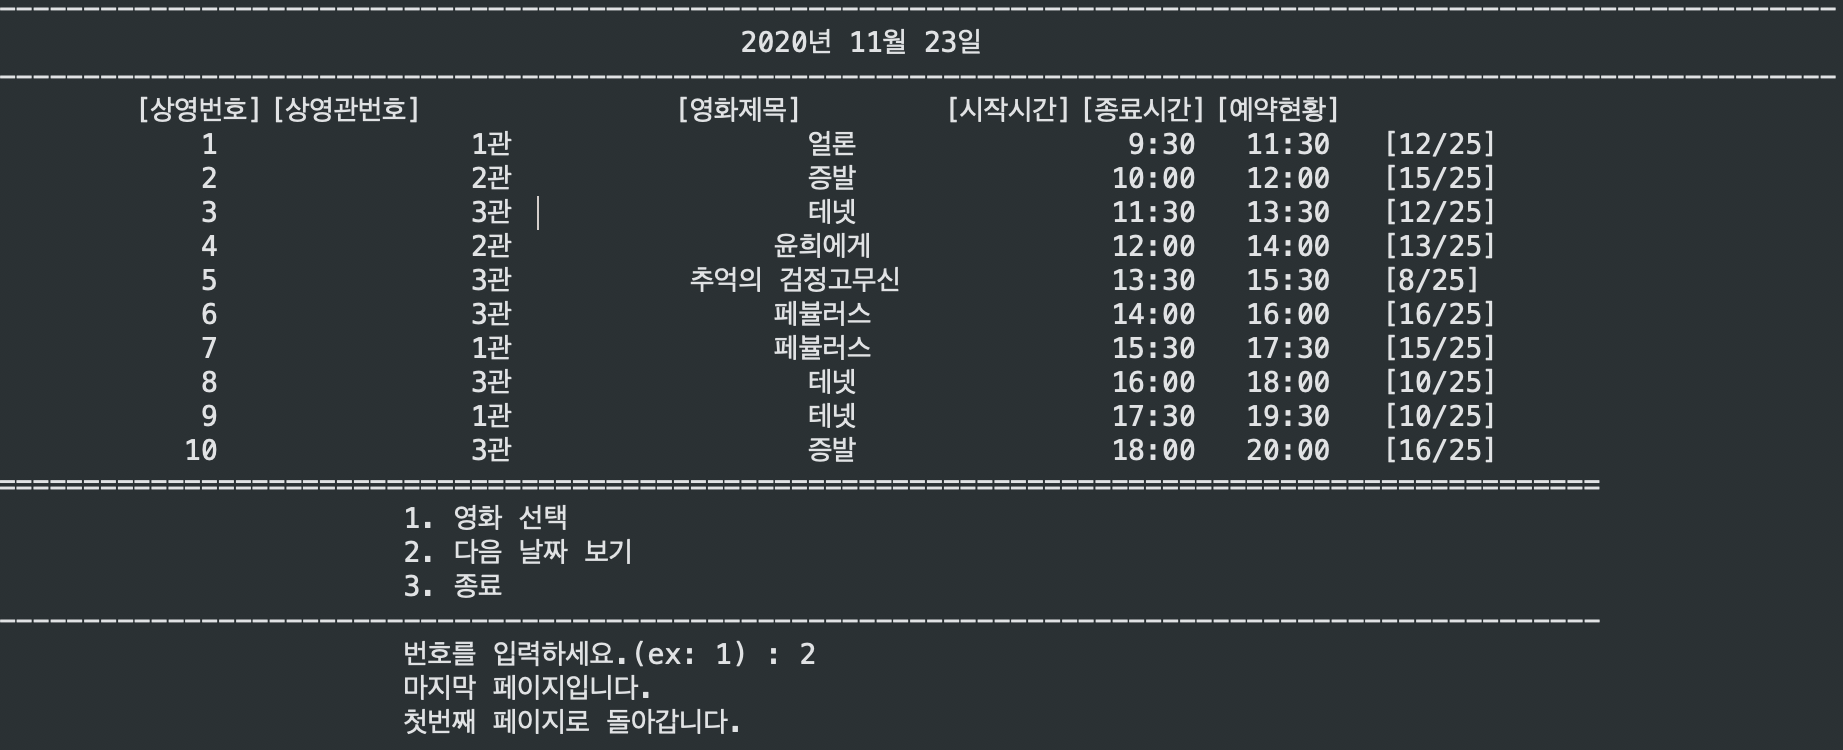 2020년 11월 23일
[상영번호] [상영관번호] [영화제목] [시작시간] [종료시간] [예약현황]
1 1관 얼론 9:30 11:30 [12/25]
2 2관 증발 10:00 12:00 [15/25]
3 3관 테넷 11:30 13:30 [12/25]
4 2관 윤희에게 12:00 14:00 [13/25]
5 3관 추억의 검정고무신 13:30 15:30 [8/25]
6 3관 페뷸러스 14:00 16:00 [16/25]
7 1관 페뷸러스 15:30 17:30 [15/25]
8 3관 테넷 16:00 18:00 [10/25]
9 1관 테넷 17:30 19:30 [10/25]
10 3관 증발 18:00 20:00 [16/25]
1. 영화 선택
2. 다음 날짜 보기
3. 종료
번호를 입력하세요.(ex: 1) : 2
마지막 페이지입니다.
첫번째 페이지로 돌아갑니다.